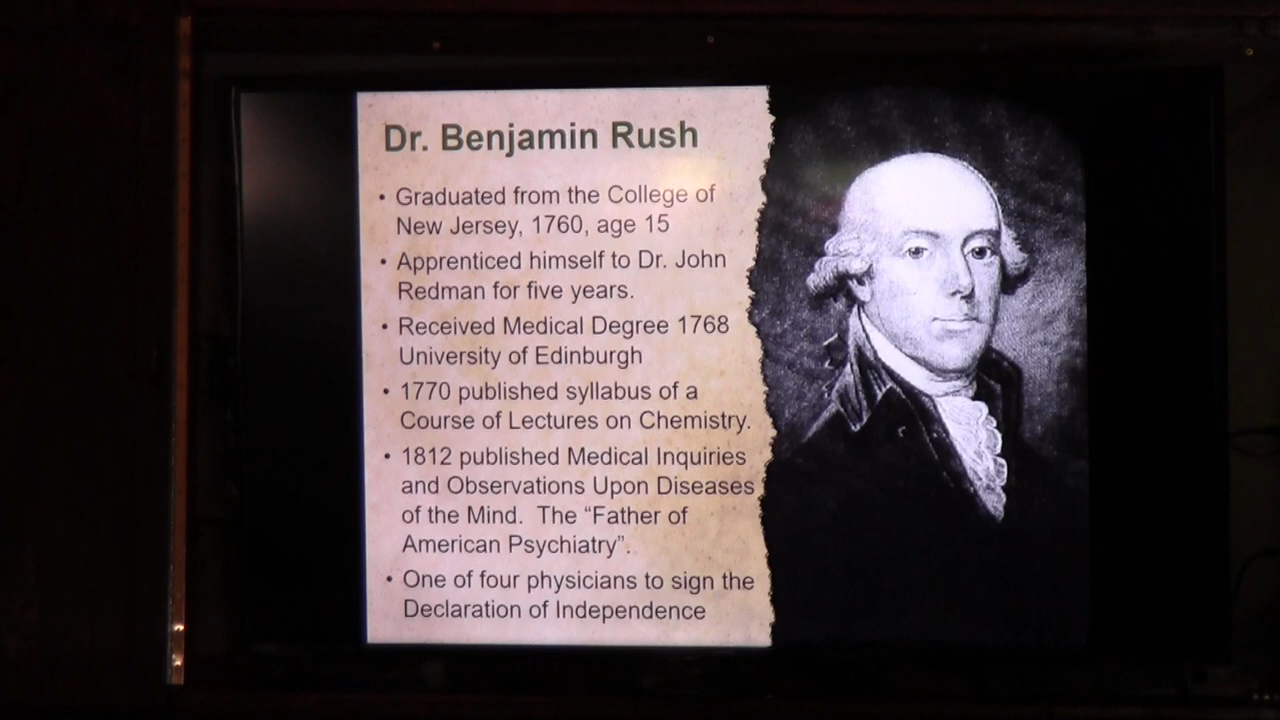 Dr. Benjamin Rush
• Graduated from the College of
New Jersey, 1760, age 15
• Apprenticed himself to Dr. John
Redman for five years.
• Received Medical Degree 1768
University of Edinburgh
• 1770 published syllabus of a
Course of Lectures on Chemistry.
• 1812 published Medical Inquiries
and Observations Upon Diseases
of the Mind.  The “Father of
American Psychiatry”.
• One of four physicians to sign the
Declaration of Independence